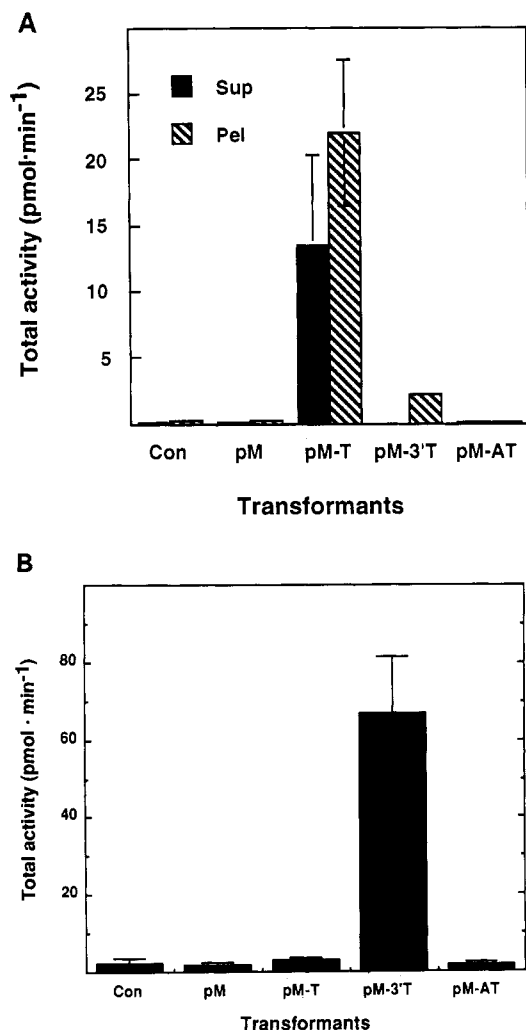 A
Total activity (pmol·min⁻¹)
25
20
15
10
5
Sup
Pel
Con pM pM-T pM-3'T pM-AT
Transformants
B
Total activity (pmol · min⁻¹)
80
60
40
20
Con pM pM-T pM-3'T pM-AT
Transformants